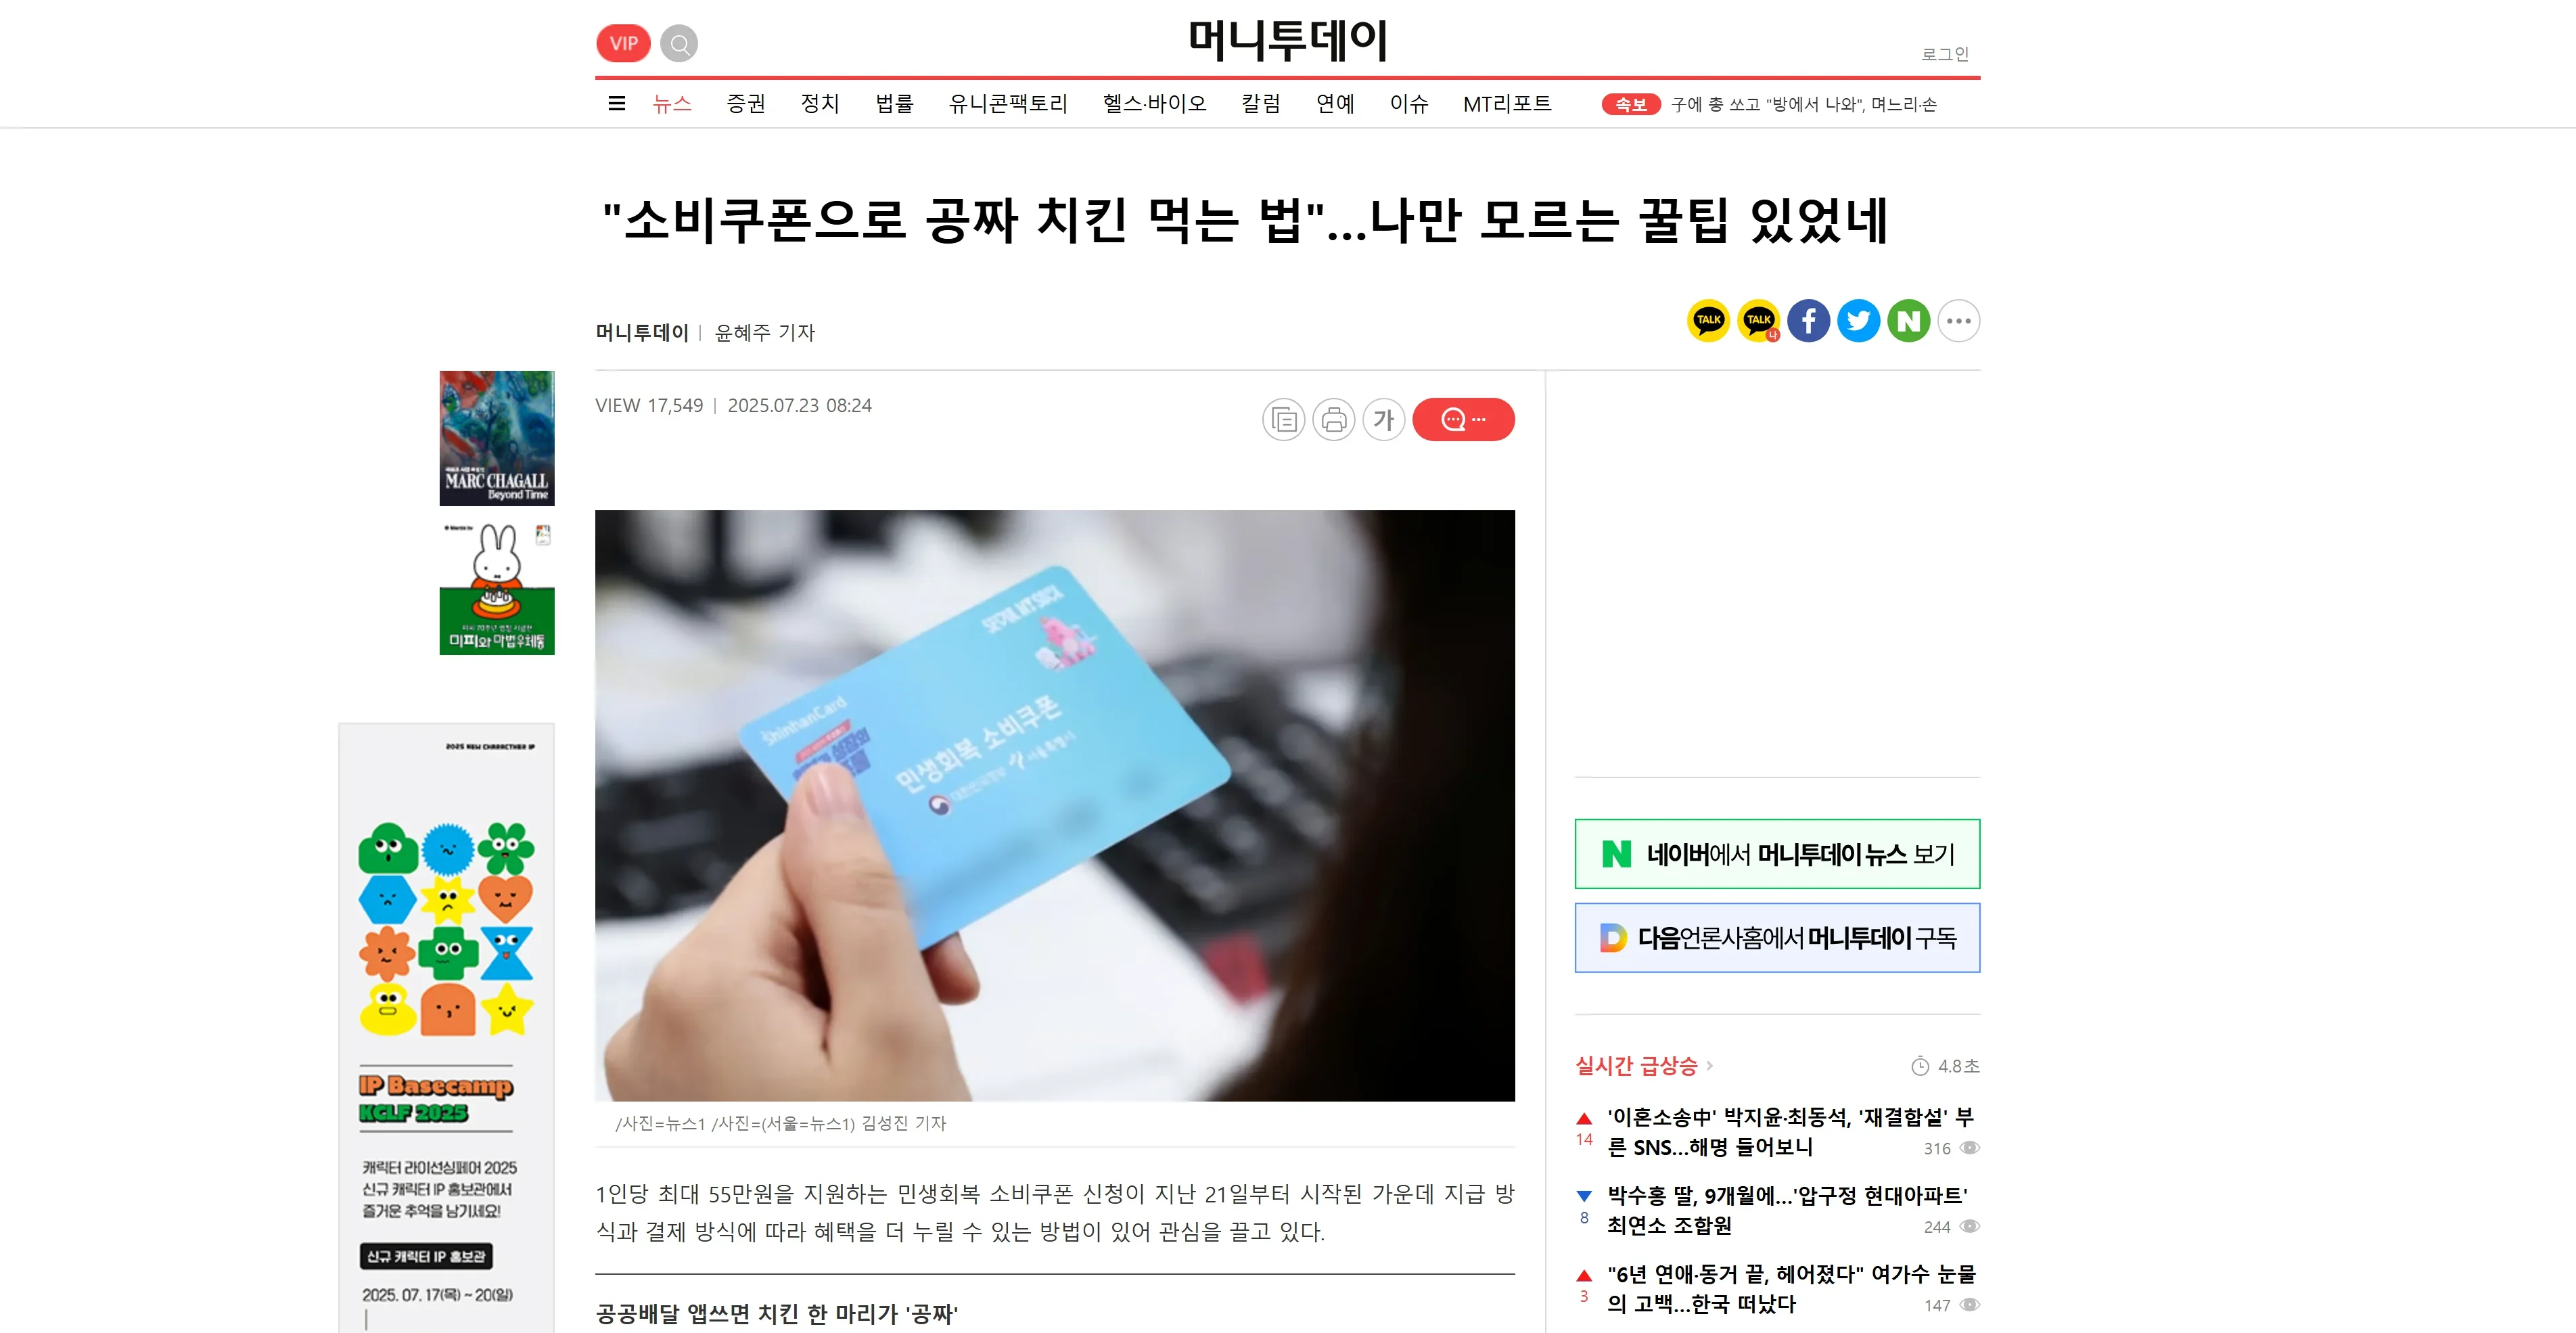 VIP
머니투데이
로그인
뉴스 증권 정치 법률 유니콘팩토리 헬스·바이오 칼럼 연예 이슈 MT리포트
속보 子에 총 쏘고 "방에서 나와", 며느리·손
"소비쿠폰으로 공짜 치킨 먹는 법"...나만 모르는 꿀팁 있었네
머니투데이 | 윤혜주 기자
TALK TALK 나 f N
VIEW 17,549 | 2025.07.23 08:24
가
MARC CHAGALL
Beyond Time
미피와 마법우체통
2025 NEW CHARACTHER IP
IP Basecamp
KCLF 2025
캐릭터 라이선싱페어 2025
신규 캐릭터 IP 홍보관에서
즐거운 추억을 남기세요!
신규 캐릭터 IP 홍보관
2025. 07. 17(목) ~ 20(일)
ShinhanCard
민생회복 소비쿠폰
서울특별시
/사진=뉴스1 /사진=(서울=뉴스1) 김성진 기자
1인당 최대 55만원을 지원하는 민생회복 소비쿠폰 신청이 지난 21일부터 시작된 가운데 지급 방
식과 결제 방식에 따라 혜택을 더 누릴 수 있는 방법이 있어 관심을 끌고 있다.
공공배달 앱쓰면 치킨 한 마리가 '공짜'
N 네이버에서 머니투데이 뉴스 보기
D 다음언론사홈에서 머니투데이 구독
실시간 급상승
4.8초
14
'이혼소송中' 박지윤·최동석, '재결합설' 부
른 SNS...해명 들어보니
316
8
박수홍 딸, 9개월에...'압구정 현대아파트'
최연소 조합원
244
3
"6년 연애·동거 끝, 헤어졌다" 여가수 눈물
의 고백...한국 떠났다
147